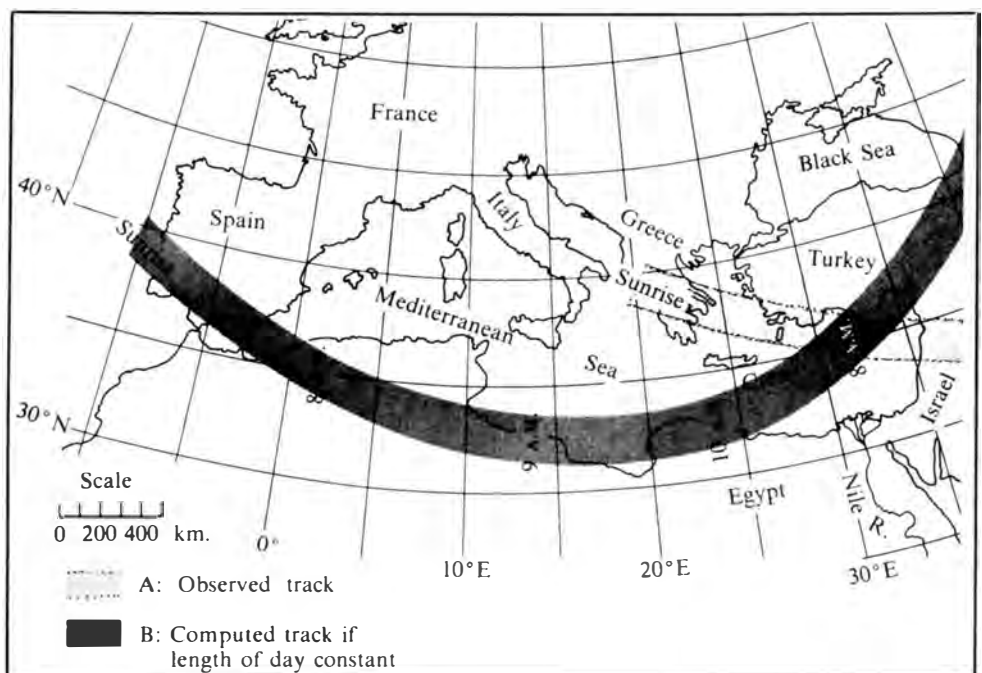 France
Black Sea
40°N
Spain
Italy
Greece
Turkey
Sunrise
Mediterranean
Sea
30°N
Israel
Egypt
Nile R.
Scale
0 200 400 km.
0°
10°E
20°E
30°E
A: Observed track
B: Computed track if
length of day constant